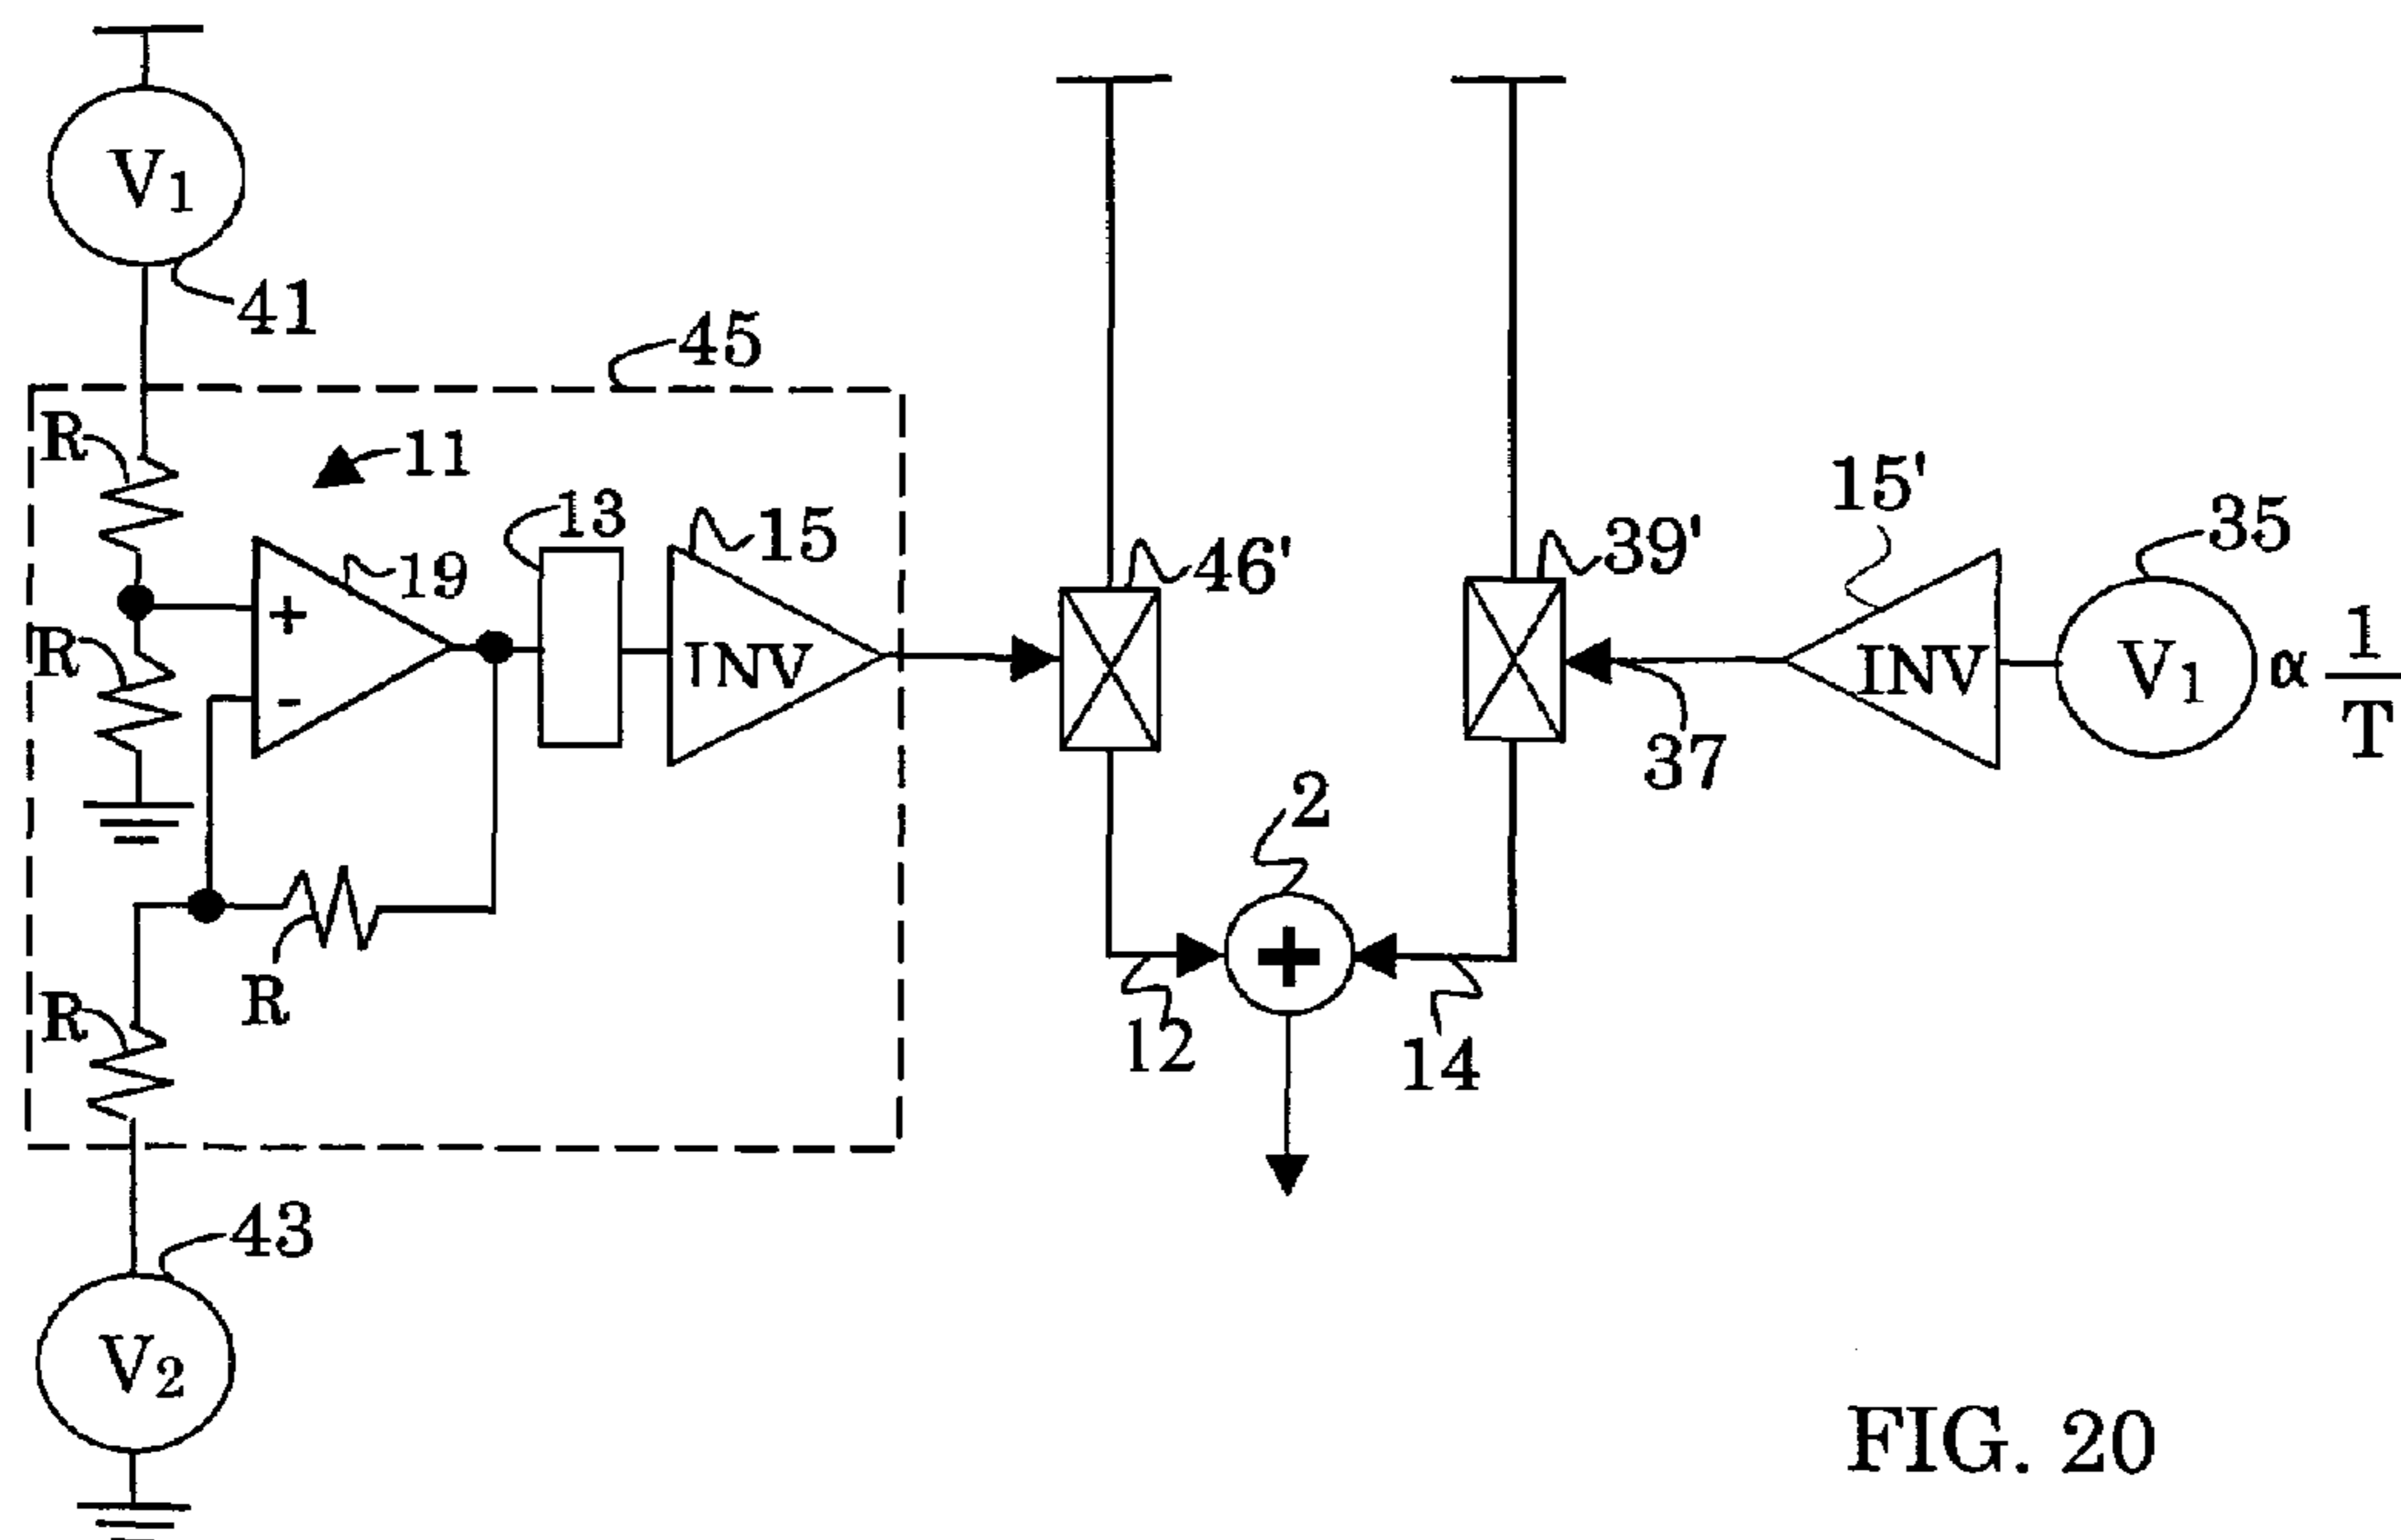 V1
41
45
R
11
13
15
19
+
R
-
INV
46'
39'
15'
35
INV
V1 α 1/T
37
2
+
12
14
R
R
43
V2
FIG. 20